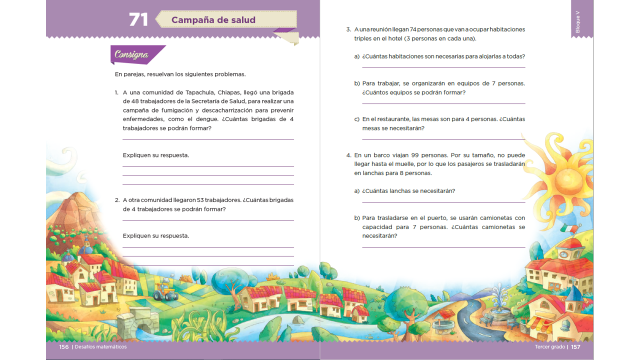 71
Campaña de salud
Consigna
En parejas, resuelvan los siguientes problemas.
1. A una comunidad de Tapachula, Chiapas, llegó una brigada
de 48 trabajadores de la Secretaría de Salud, para realizar una
campaña de fumigación y descacharrización para prevenir
enfermedades, como el dengue. ¿Cuántas brigadas de 4
trabajadores se podrán formar?
Expliquen su respuesta.
2. A otra comunidad llegaron 53 trabajadores. ¿Cuántas brigadas
de 4 trabajadores se podrán formar?
Expliquen su respuesta.
156 | Desafíos matemáticos
Bloque V
3. A una reunión llegan 74 personas que van a ocupar habitaciones
triples en el hotel (3 personas en cada una).
a) ¿Cuántas habitaciones son necesarias para alojarlas a todas?
b) Para trabajar, se organizarán en equipos de 7 personas.
¿Cuántos equipos se podrán formar?
c) En el restaurante, las mesas son para 4 personas. ¿Cuántas
mesas se necesitarán?
4. En un barco viajan 99 personas. Por su tamaño, no puede
llegar hasta el muelle, por lo que los pasajeros se trasladarán
en lanchas para 8 personas.
a) ¿Cuántas lanchas se necesitarán?
b) Para trasladarse en el puerto, se usarán camionetas con
capacidad para 7 personas. ¿Cuántas camionetas se
necesitarán?
Tercer grado | 157